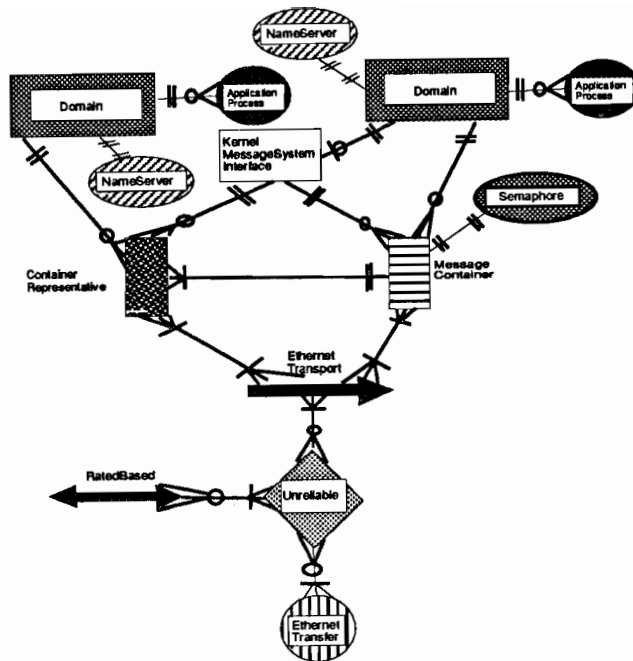 NameServer
Domain
Application
Process
Domain
Application
Process
Kernel
MessageSystem
Interface
NameServer
Semaphore
Container
Representative
Message
Container
Ethernet
Transport
RatedBased
Unreliable
Ethernet
Transfer